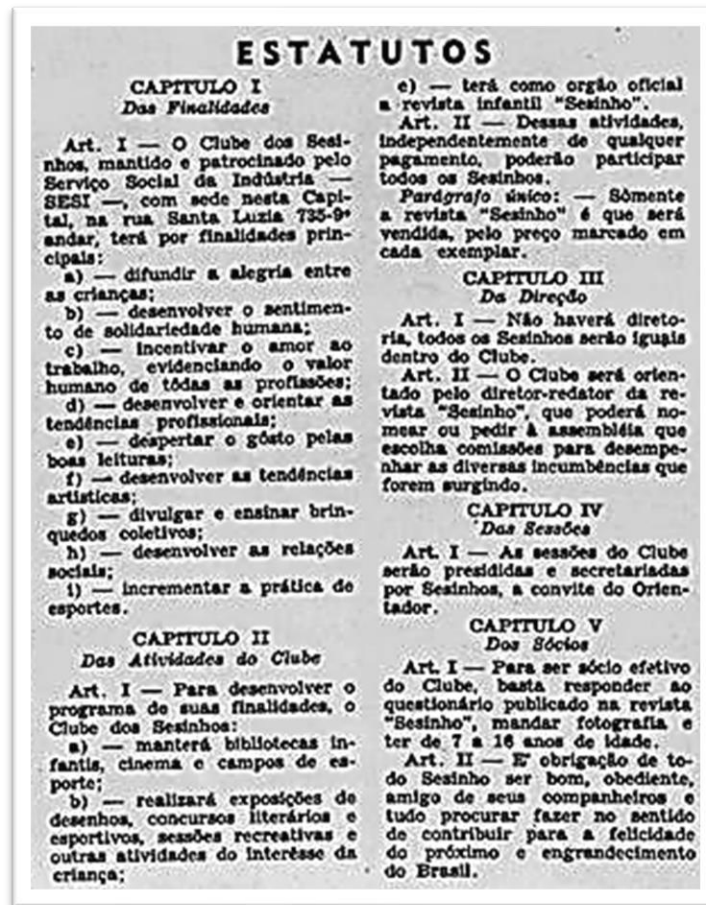 ESTATUTOS
CAPITULO I
Das Finalidades
Art. I — O Clube dos Sesi-
nhos, mantido e patrocinado pelo
Serviço Social da Indústria —
SESI —, com sede nesta Capi-
tal, na rua Santa Luzia 735-9º
andar, terá por finalidades prin-
cipais:
a) — difundir a alegria entre
as crianças;
b) — desenvolver o sentimen-
to de solidariedade humana;
c) — incentivar o amor ao
trabalho, evidenciando o valor
humano de tôdas as profissões;
d) — desenvolver e orientar as
tendências profissionais;
e) — despertar o gôsto pelas
boas leituras;
f) — desenvolver as tendências
artísticas;
g) — divulgar e ensinar brin-
quedos coletivos;
h) — desenvolver as relações
sociais;
i) — incrementar a prática de
esportes.
CAPITULO II
Das Atividades do Clube
Art. I — Para desenvolver o
programa de suas finalidades, o
Clube dos Sesinhos:
a) — manterá bibliotecas in-
fantis, cinema e campos de es-
porte;
b) — realizará exposições de
desenhos, concursos literários e
esportivos, sessões recreativas e
outras atividades do interêsse da
criança;
e) — terá como orgão oficial
a revista infantil "Sesinho".
Art. II — Dessas atividades,
independentemente de qualquer
pagamento, poderão participar
todos os Sesinhos.
Parágrafo único: — Sòmente
a revista "Sesinho" é que será
vendida, pelo preço marcado em
cada exemplar.
CAPITULO III
Da Direção
Art. I — Não haverá direto-
ria, todos os Sesinhos serão iguais
dentro do Clube.
Art. II — O Clube será orien-
tado pelo diretor-redator da re-
vista "Sesinho", que poderá no-
mear ou pedir à assembléia que
escolha comissões para desempe-
nhar as diversas incumbências que
forem surgindo.
CAPITULO IV
Das Sessões
Art. I — As sessões do Clube
serão presididas e secretariadas
por Sesinhos, a convite do Orien-
tador.
CAPITULO V
Dos Sócios
Art. I — Para ser sócio efetivo
do Clube, basta responder ao
questionário publicado na revista
"Sesinho", mandar fotografia e
ter de 7 a 16 anos de idade.
Art. II — E' obrigação de to-
do Sesinho ser bom, obediente,
amigo de seus companheiros e
tudo procurar fazer no sentido
de contribuir para a felicidade
do próximo e engrandecimento
do Brasil.